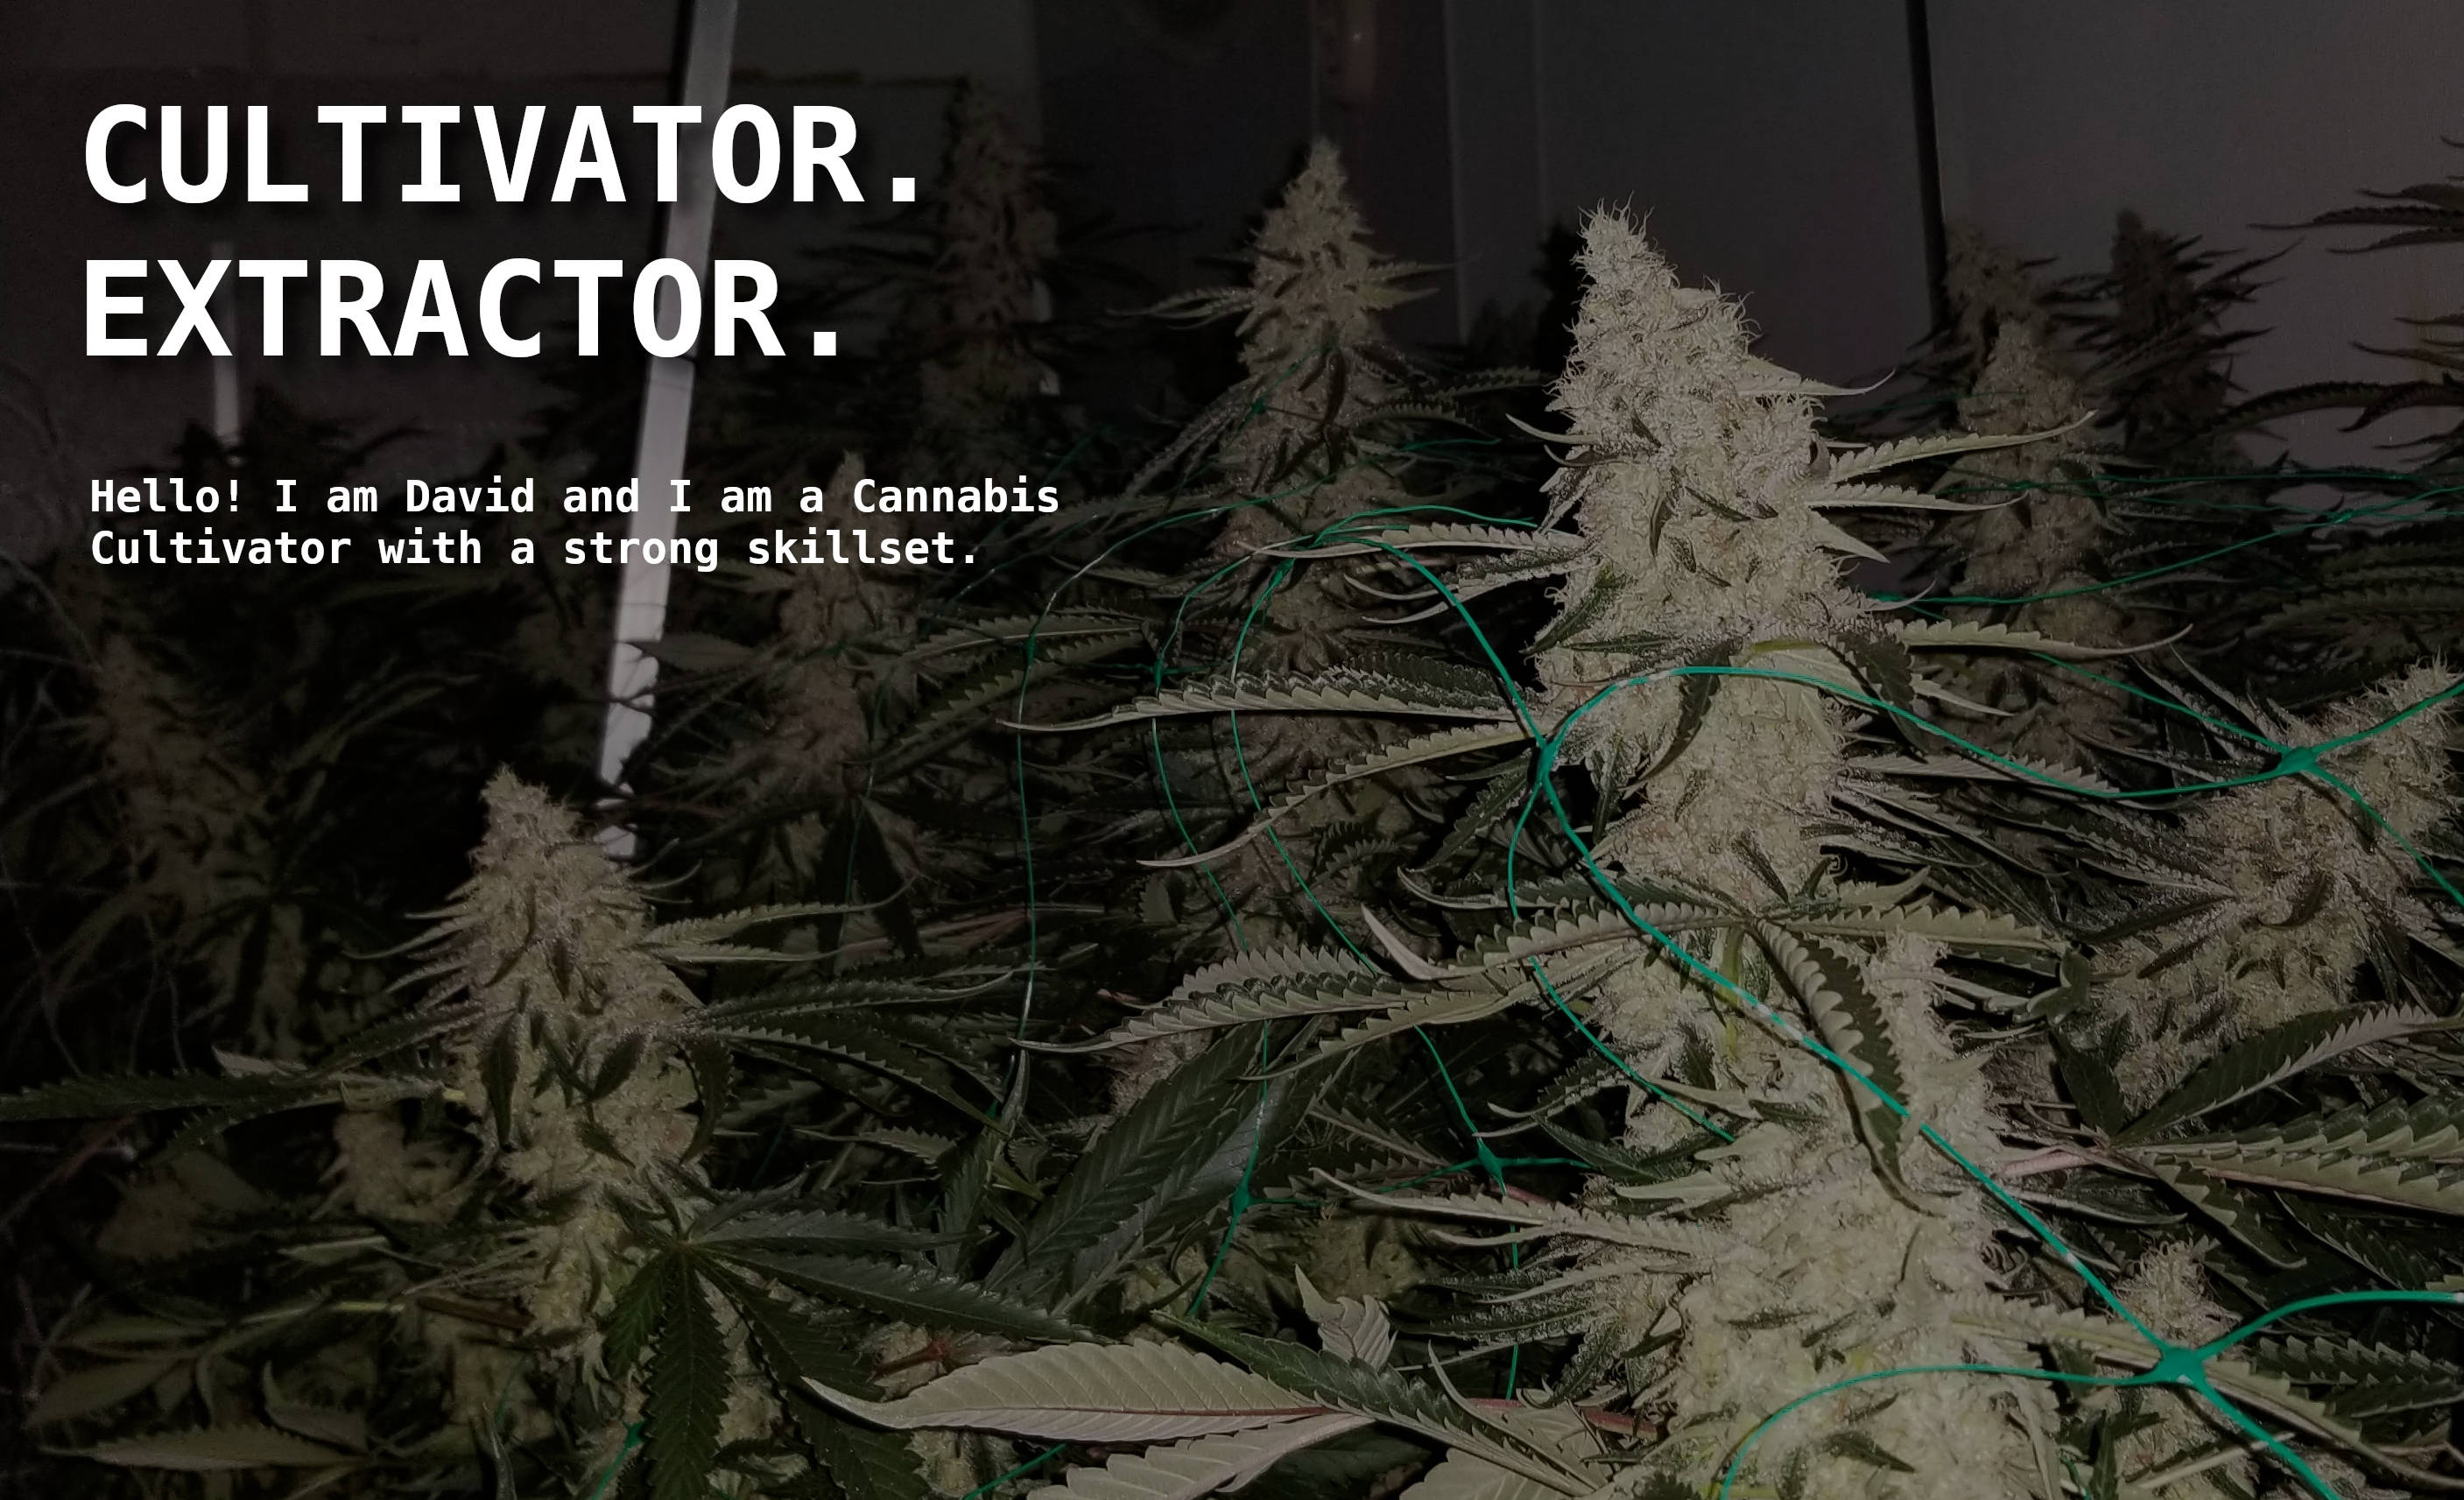 CULTIVATOR.
EXTRACTOR.
Hello! I am David and I am a Cannabis
Cultivator with a strong skillset.